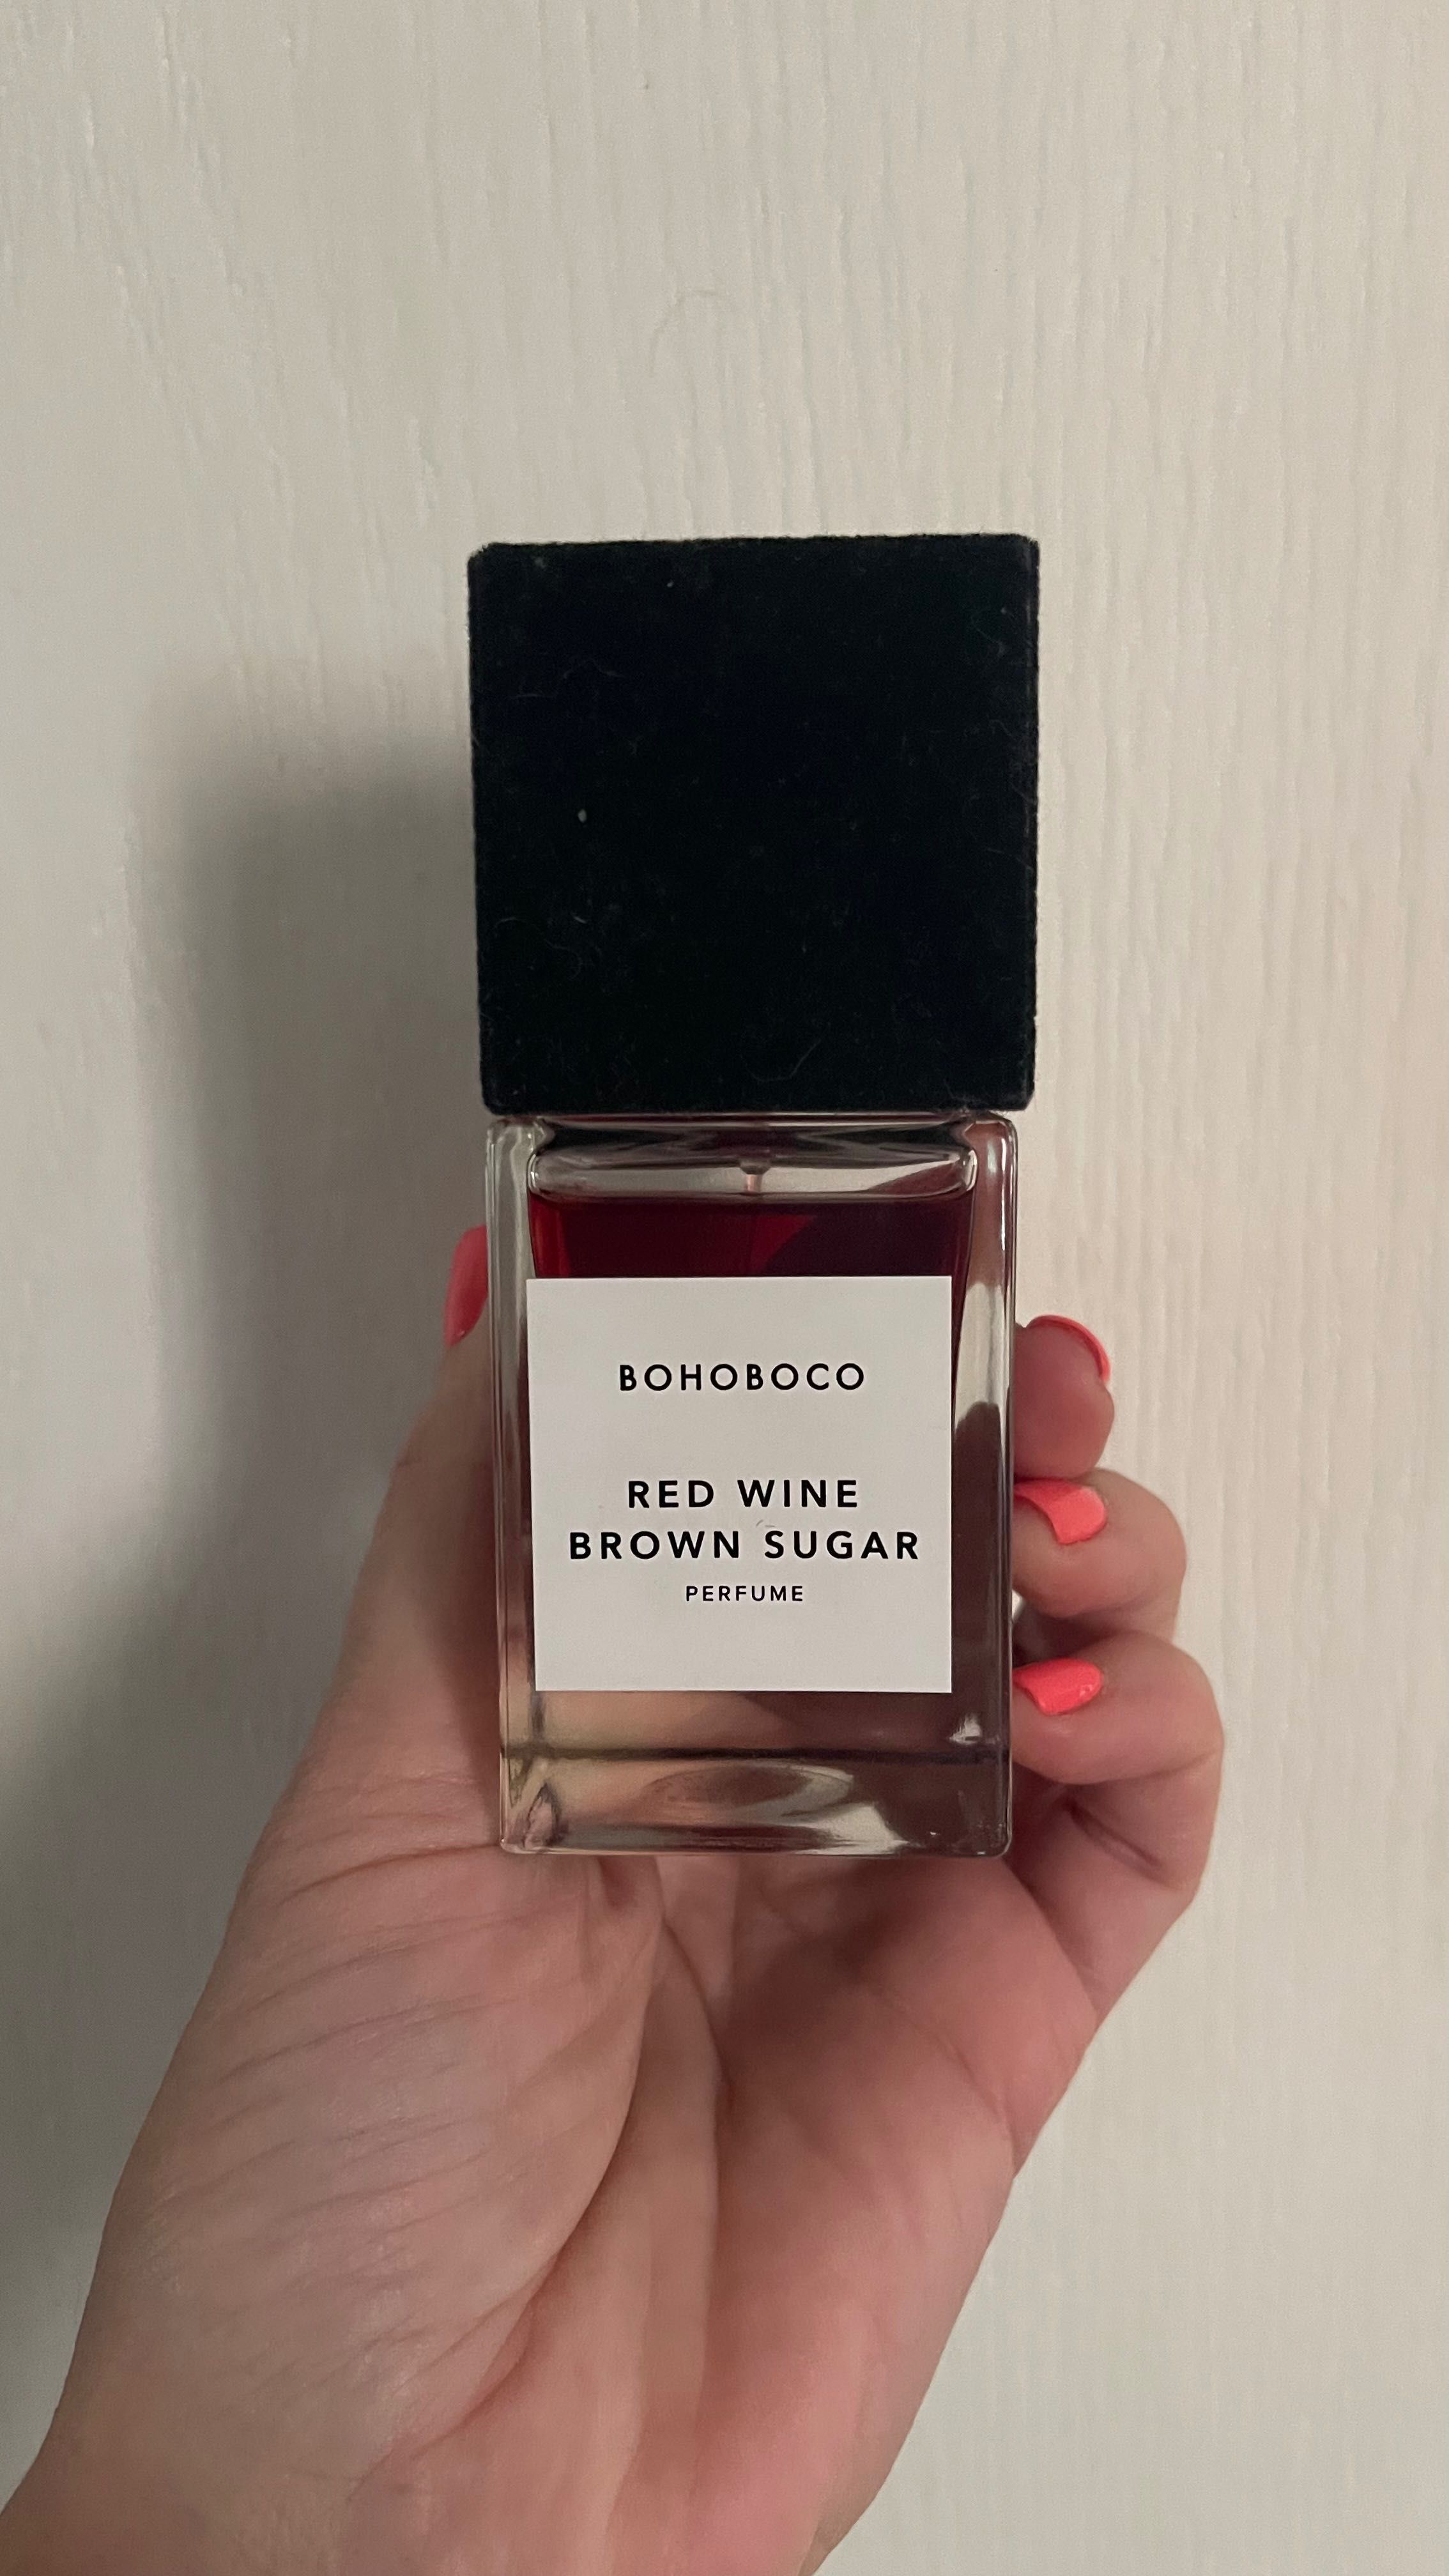 BOHOBOCO
RED WINE
BROWN SUGAR
PERFUME